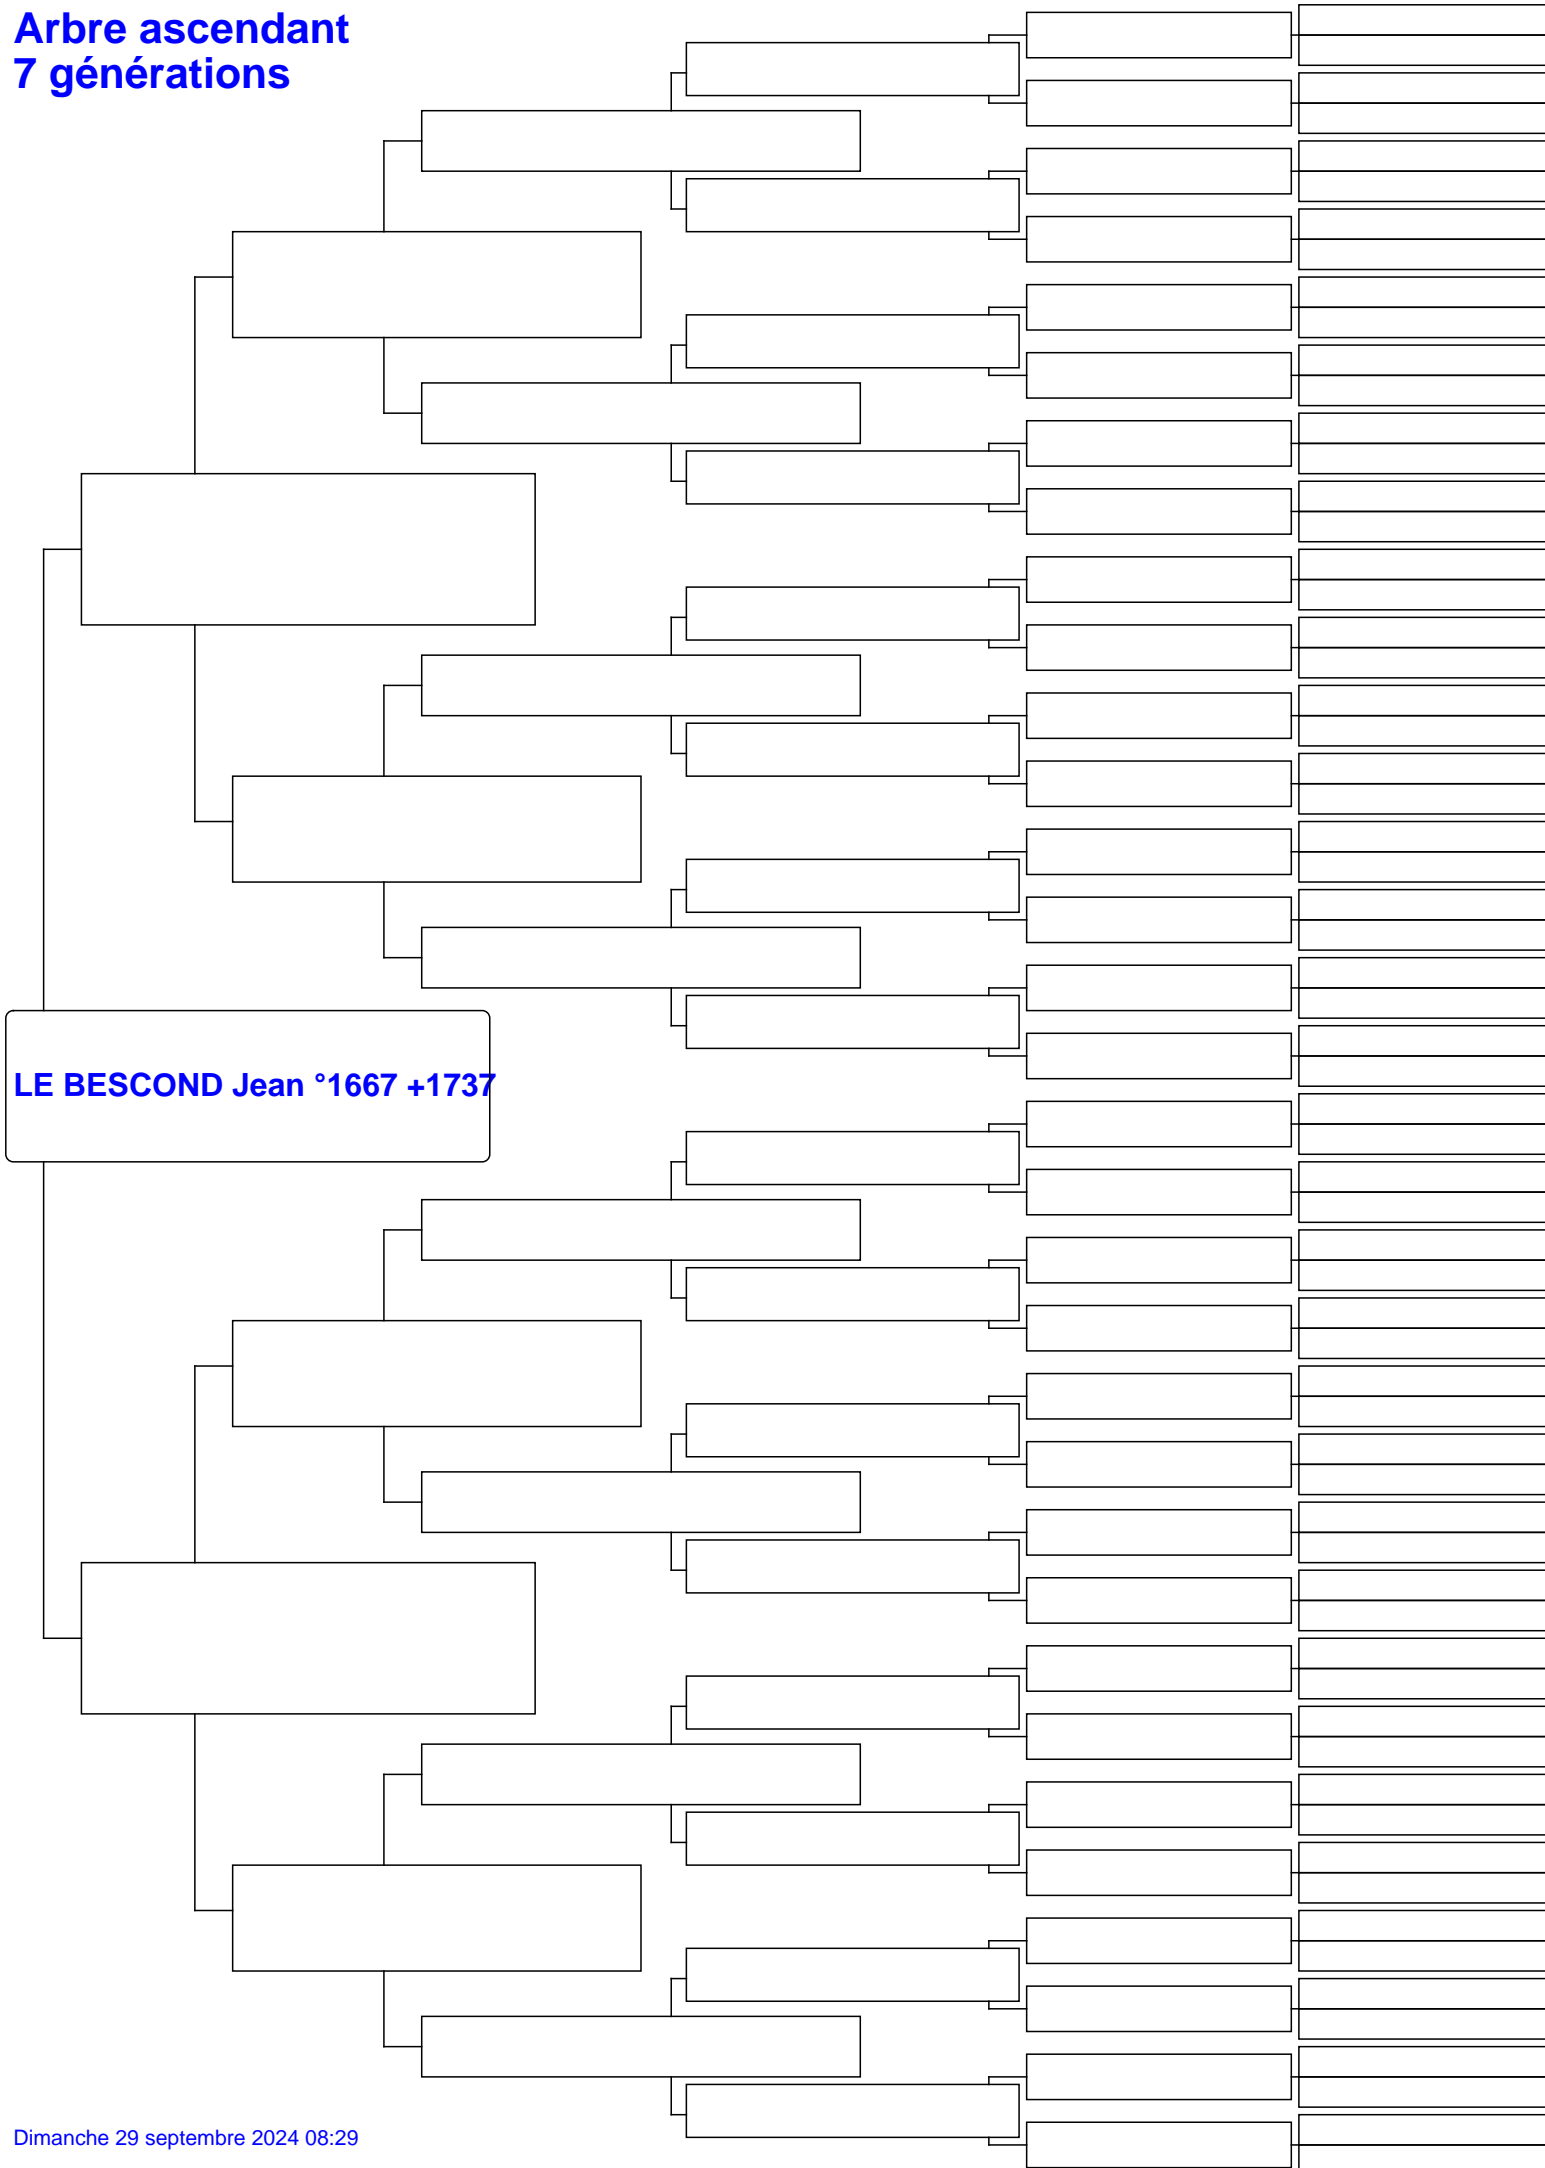 Arbre ascendant
7 générations
LE BESCOND Jean °1667 +1737
Dimanche 29 septembre 2024 08:29